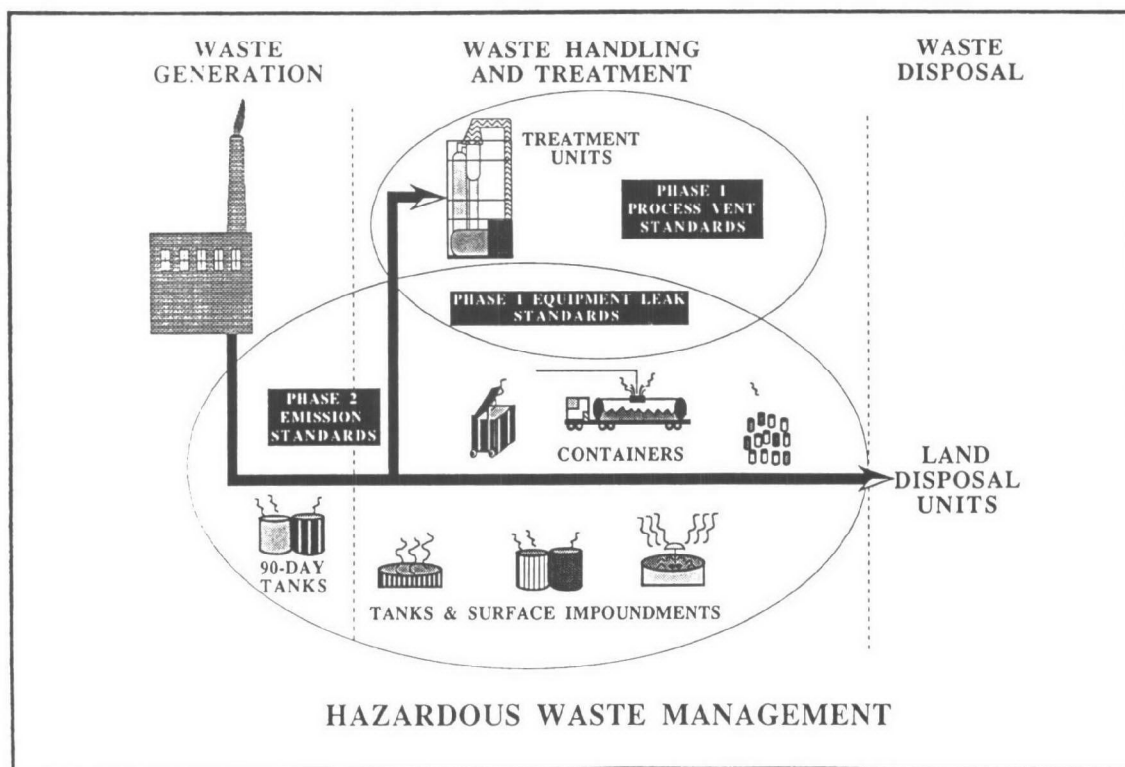 WASTE
GENERATION
WASTE HANDLING
AND TREATMENT
WASTE
DISPOSAL
TREATMENT
UNITS
PHASE 1
PROCESS VENT
STANDARDS
PHASE 1 EQUIPMENT LEAK
STANDARDS
PHASE 2
EMISSION
STANDARDS
CONTAINERS
LAND
DISPOSAL
UNITS
90-DAY
TANKS
TANKS & SURFACE IMPOUNDMENTS
HAZARDOUS WASTE MANAGEMENT